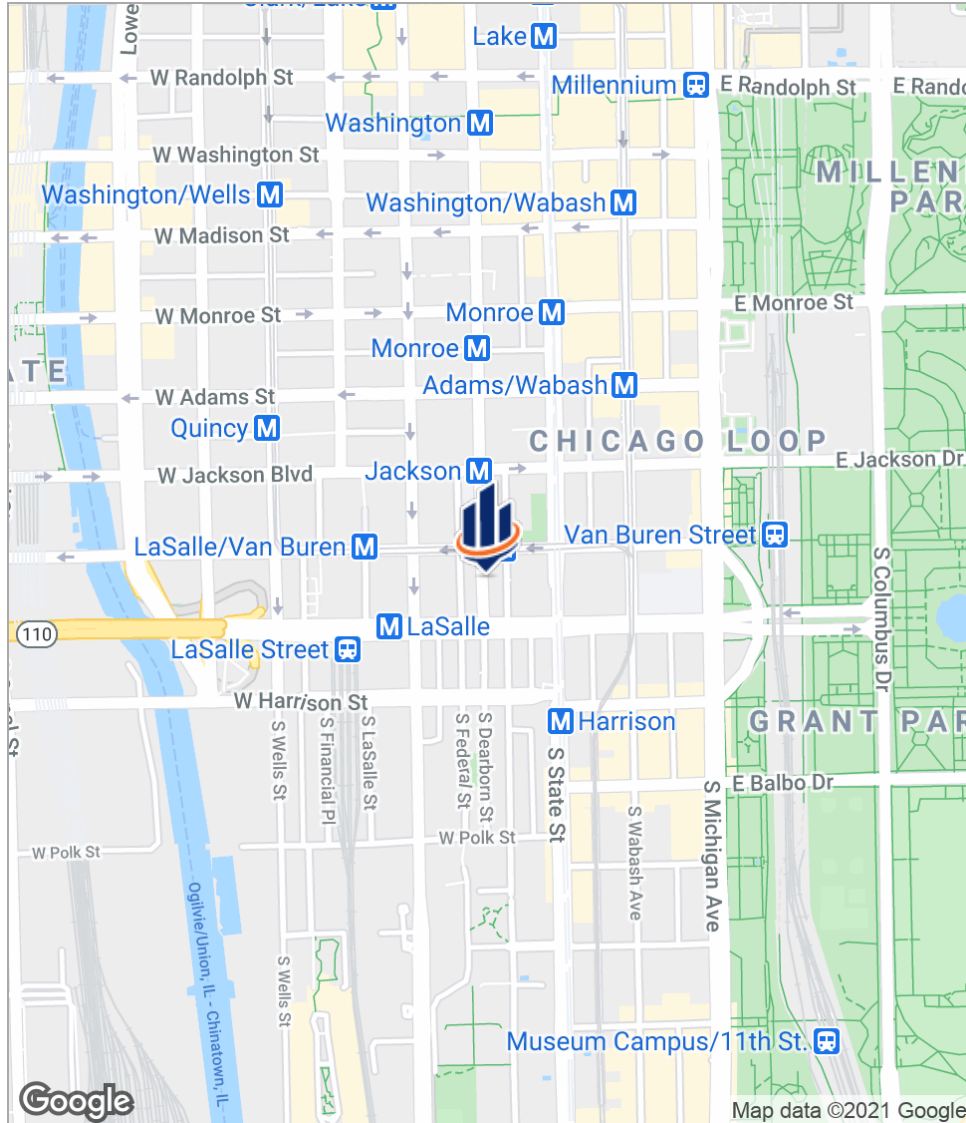 Clark/Lake
Lake
Lowe
W Randolph St
Millennium
E Randolph St
E Rando
Washington
W Washington St
MILLEN
PAR
Washington/Wells
Washington/Wabash
W Madison St
E Monroe St
Monroe
W Monroe St
Monroe
ATE
Adams/Wabash
W Adams St
Quincy
CHICAGO LOOP
E Jackson Dr
Jackson
W Jackson Blvd
Van Buren Street
LaSalle/Van Buren
S Columbus Dr
110
LaSalle
LaSalle Street
W Harrison St
Harrison
GRANT PAR
S Wells St
S Financial Pl
S LaSalle St
S Federal St
S Dearborn St
S State St
E Balbo Dr
S Wabash Ave
S Michigan Ave
W Polk St
W Polk St
Ogilvie/Union, IL - Chinatown, IL
S Wells St
Museum Campus/11th St.
Google
Map data ©2021 Google